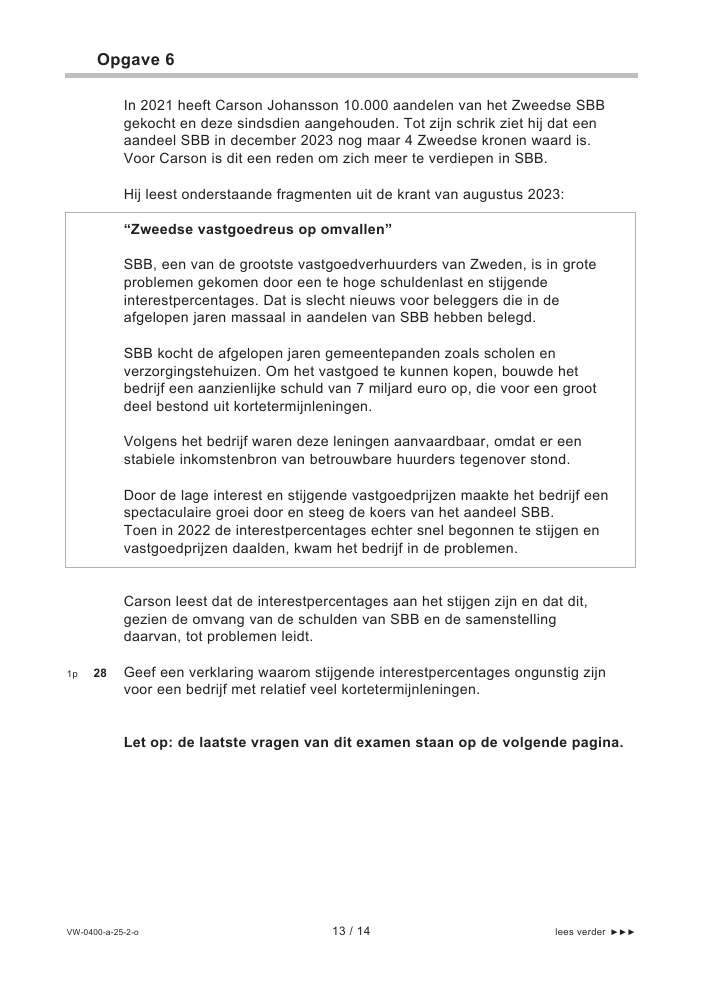 Opgave 6
In 2021 heeft Carson Johansson 10.000 aandelen van het Zweedse SBB
gekocht en deze sindsdien aangehouden. Tot zijn schrik ziet hij dat een
aandeel SBB in december 2023 nog maar 4 Zweedse kronen waard is.
Voor Carson is dit een reden om zich meer te verdiepen in SBB.
Hij leest onderstaande fragmenten uit de krant van augustus 2023:
“Zweedse vastgoedreus op omvallen”
SBB, een van de grootste vastgoedverhuurders van Zweden, is in grote
problemen gekomen door een te hoge schuldenlast en stijgende
interestpercentages. Dat is slecht nieuws voor beleggers die in de
afgelopen jaren massaal in aandelen van SBB hebben belegd.
SBB kocht de afgelopen jaren gemeentepanden zoals scholen en
verzorgingstehuizen. Om het vastgoed te kunnen kopen, bouwde het
bedrijf een aanzienlijke schuld van 7 miljard euro op, die voor een groot
deel bestond uit kortetermijnleningen.
Volgens het bedrijf waren deze leningen aanvaardbaar, omdat er een
stabiele inkomstenbron van betrouwbare huurders tegenover stond.
Door de lage interest en stijgende vastgoedprijzen maakte het bedrijf een
spectaculaire groei door en steeg de koers van het aandeel SBB.
Toen in 2022 de interestpercentages echter snel begonnen te stijgen en
vastgoedprijzen daalden, kwam het bedrijf in de problemen.
Carson leest dat de interestpercentages aan het stijgen zijn en dat dit,
gezien de omvang van de schulden van SBB en de samenstelling
daarvan, tot problemen leidt.
1p 28 Geef een verklaring waarom stijgende interestpercentages ongunstig zijn
voor een bedrijf met relatief veel kortetermijnleningen.
Let op: de laatste vragen van dit examen staan op de volgende pagina.
VW-0400-a-25-2-o 13 / 14 lees verder ►►►